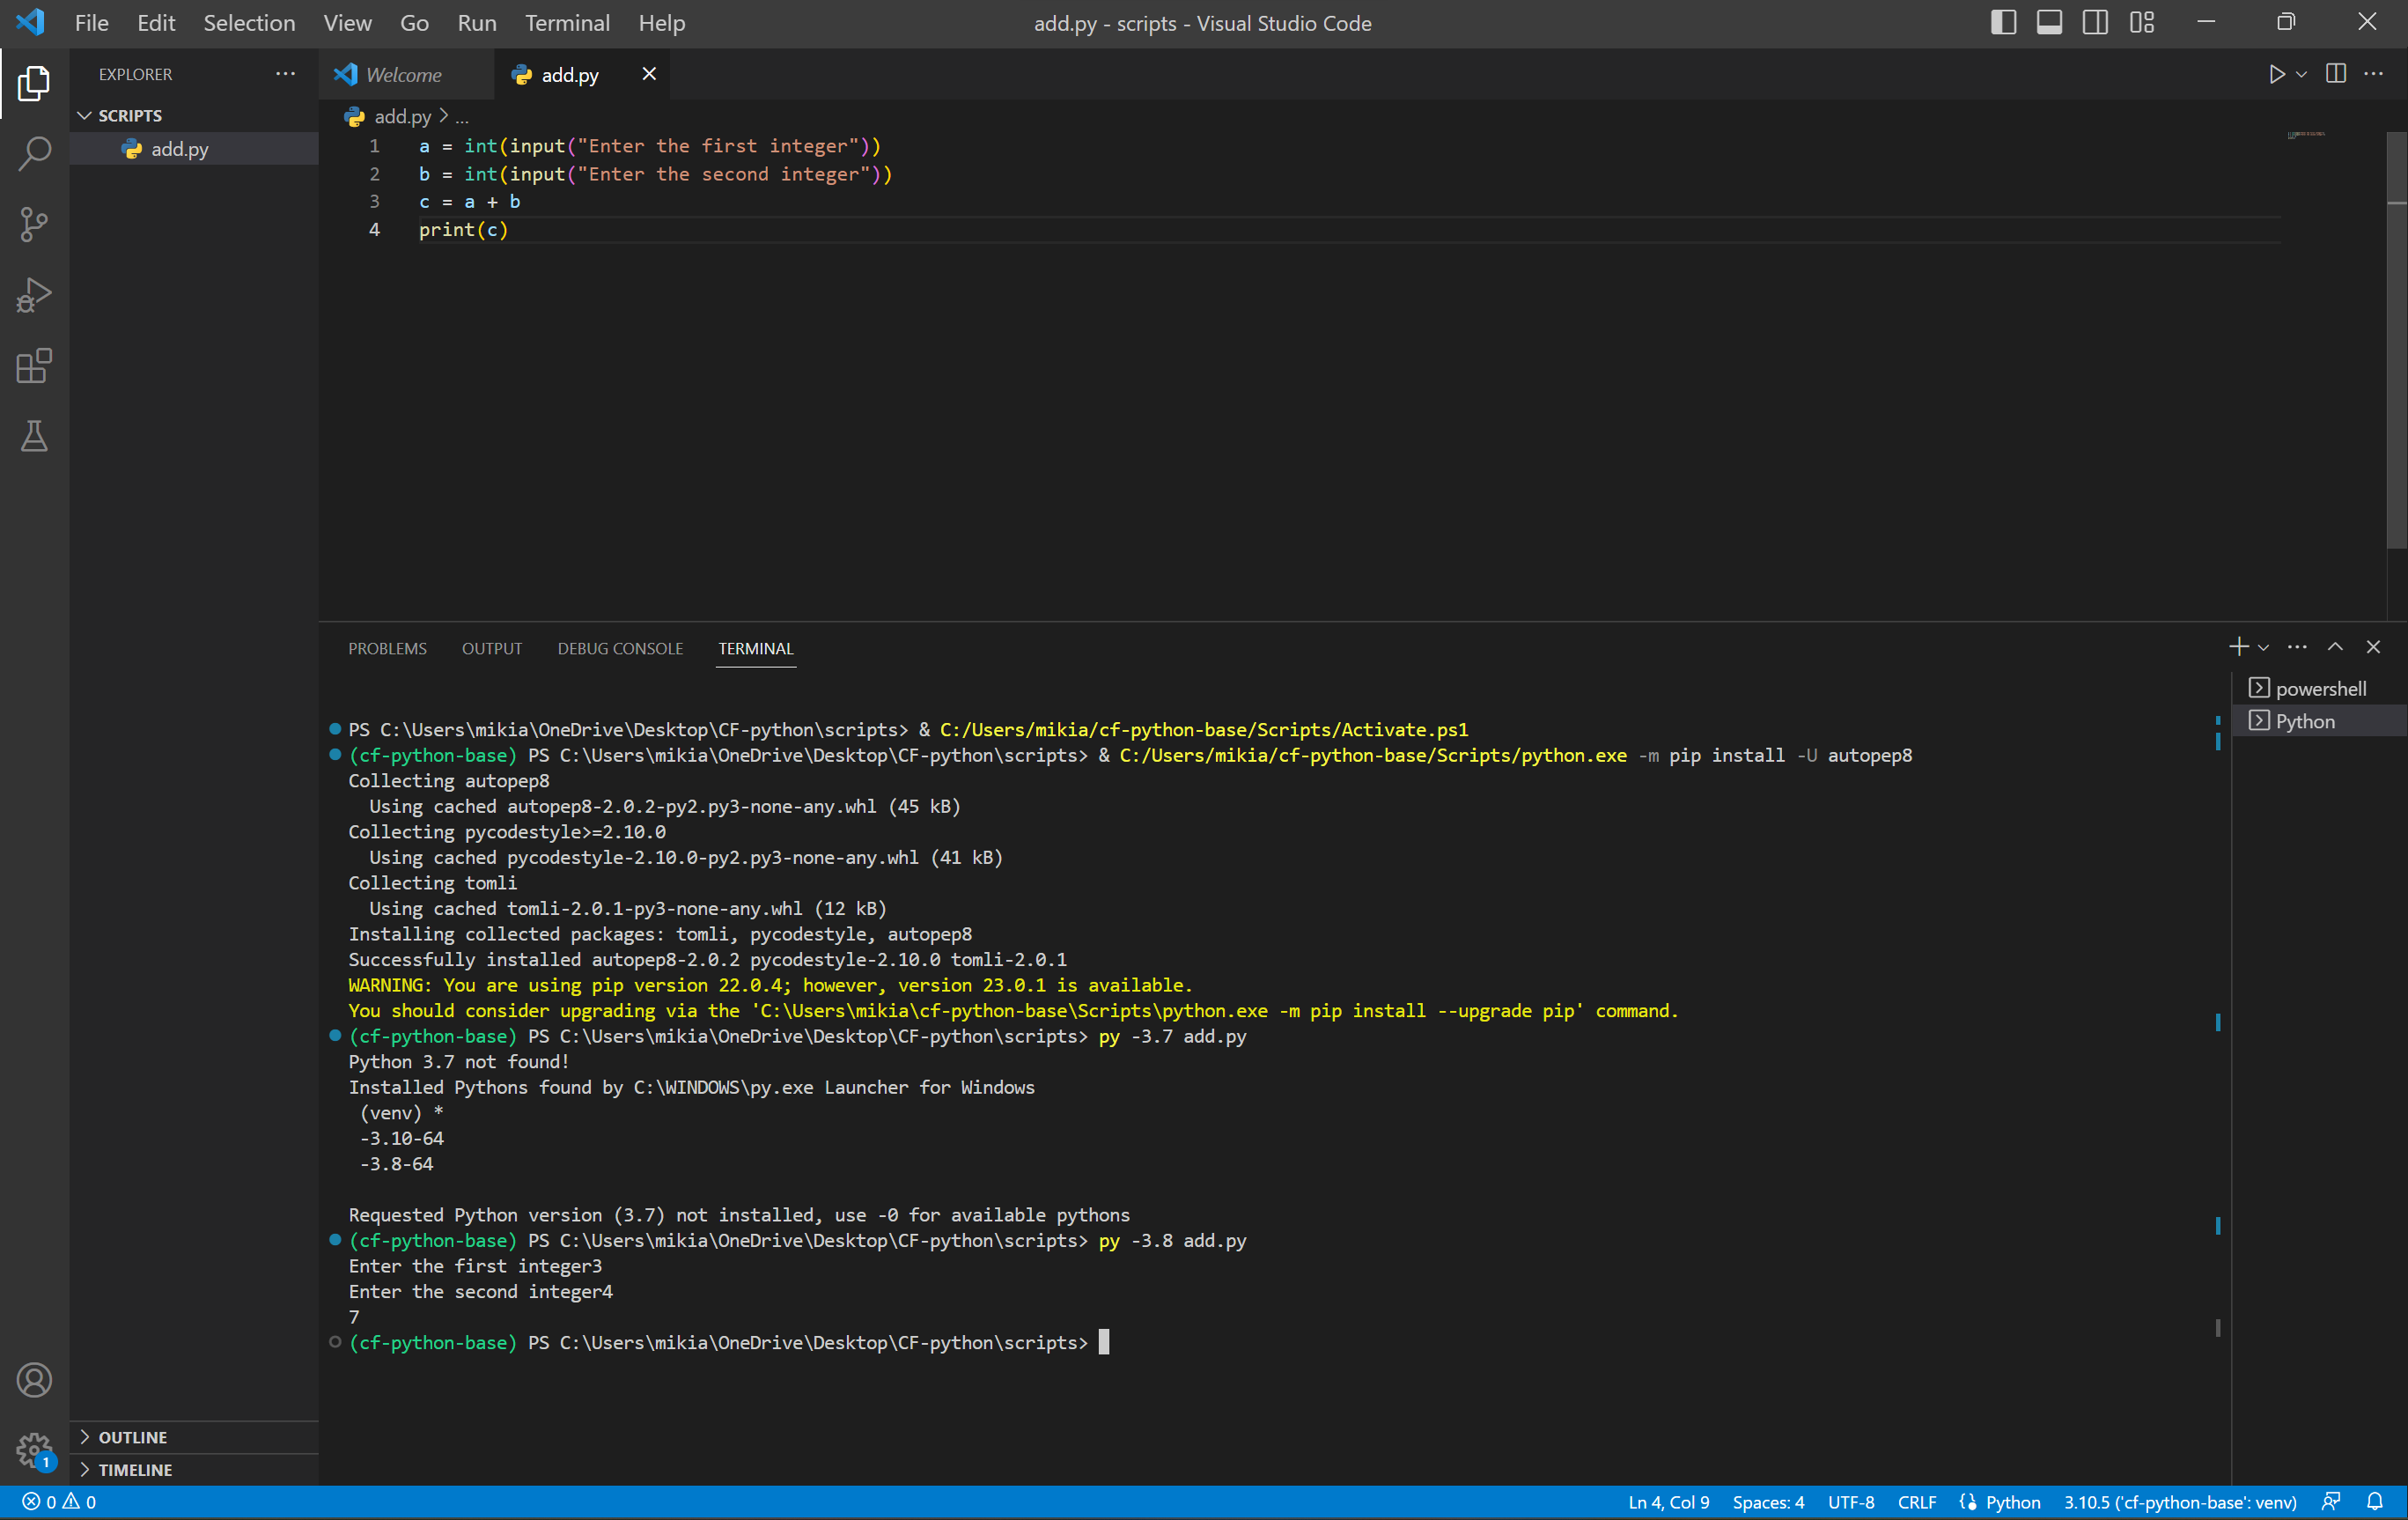 File Edit Selection View Go Run Terminal Help
add.py - scripts - Visual Studio Code
EXPLORER
SCRIPTS
add.py
Welcome
add.py
add.py > ...
1 a = int(input("Enter the first integer"))
2 b = int(input("Enter the second integer"))
3 c = a + b
4 print(c)
PROBLEMS OUTPUT DEBUG CONSOLE TERMINAL
powershell
Python
PS C:\Users\mikia\OneDrive\Desktop\CF-python\scripts> & C:/Users/mikia/cf-python-base/Scripts/Activate.ps1
(cf-python-base) PS C:\Users\mikia\OneDrive\Desktop\CF-python\scripts> & C:/Users/mikia/cf-python-base/Scripts/python.exe -m pip install -U autopep8
Collecting autopep8
Using cached autopep8-2.0.2-py2.py3-none-any.whl (45 kB)
Collecting pycodestyle>=2.10.0
Using cached pycodestyle-2.10.0-py2.py3-none-any.whl (41 kB)
Collecting tomli
Using cached tomli-2.0.1-py3-none-any.whl (12 kB)
Installing collected packages: tomli, pycodestyle, autopep8
Successfully installed autopep8-2.0.2 pycodestyle-2.10.0 tomli-2.0.1
WARNING: You are using pip version 22.0.4; however, version 23.0.1 is available.
You should consider upgrading via the 'C:\Users\mikia\cf-python-base\Scripts\python.exe -m pip install --upgrade pip' command.
(cf-python-base) PS C:\Users\mikia\OneDrive\Desktop\CF-python\scripts> py -3.7 add.py
Python 3.7 not found!
Installed Pythons found by C:\WINDOWS\py.exe Launcher for Windows
(venv) *
-3.10-64
-3.8-64
Requested Python version (3.7) not installed, use -0 for available pythons
(cf-python-base) PS C:\Users\mikia\OneDrive\Desktop\CF-python\scripts> py -3.8 add.py
Enter the first integer3
Enter the second integer4
7
(cf-python-base) PS C:\Users\mikia\OneDrive\Desktop\CF-python\scripts>
OUTLINE
TIMELINE
1
0 0
Ln 4, Col 9 Spaces: 4 UTF-8 CRLF Python 3.10.5 ('cf-python-base': venv)